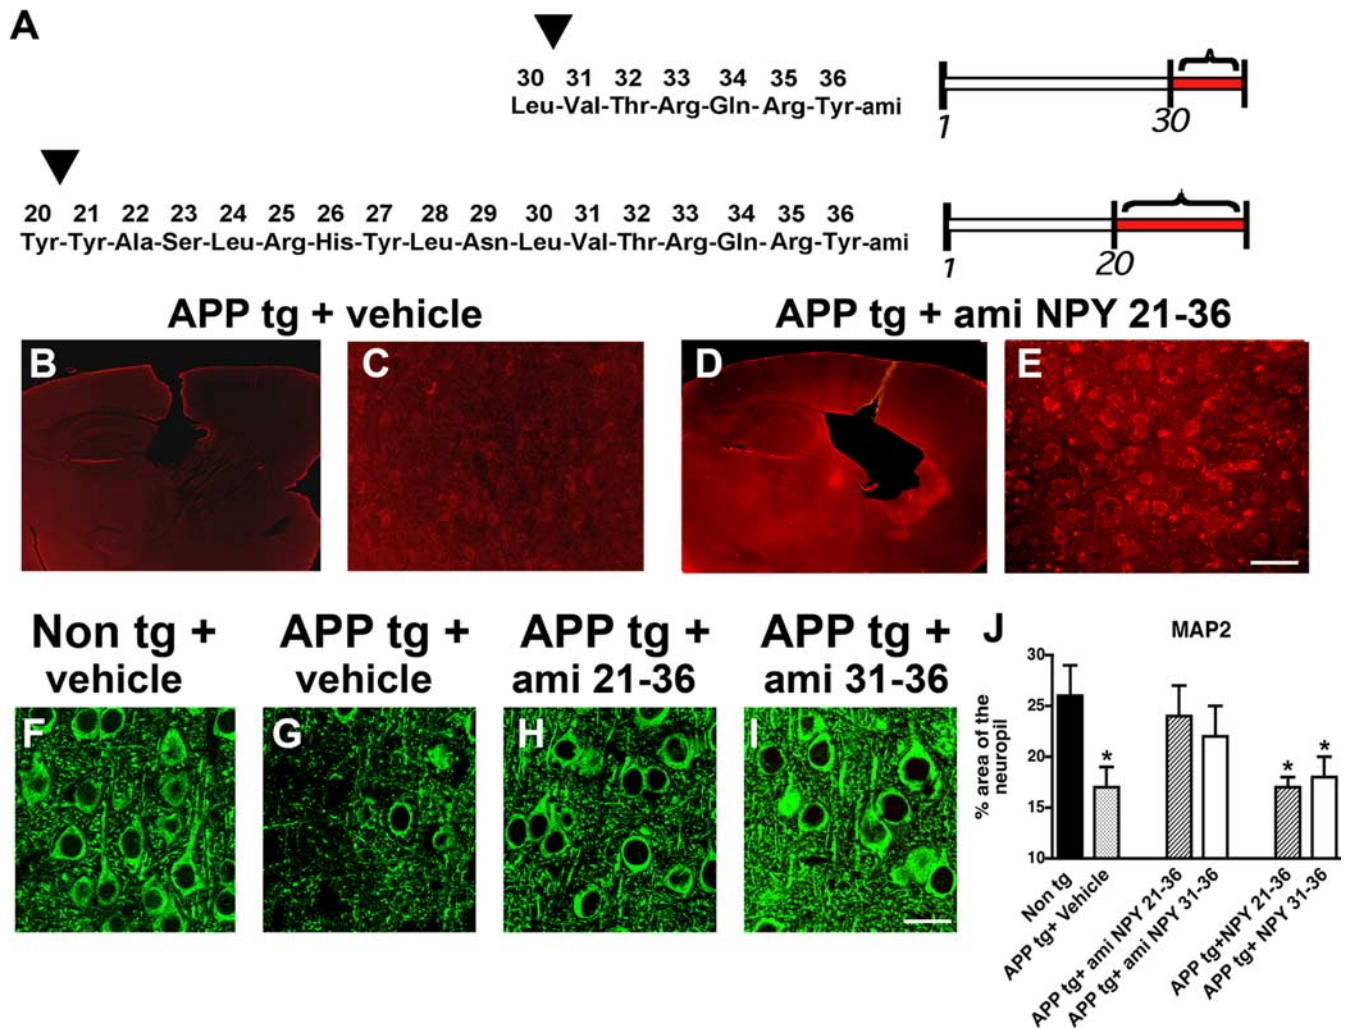 A
30 31 32 33 34 35 36
Leu-Val-Thr-Arg-Gln- Arg-Tyr-ami
1 30
20 21 22 23 24 25 26 27 28 29 30 31 32 33 34 35 36
Tyr-Tyr-Ala-Ser-Leu-Arg-His-Tyr-Leu-Asn-Leu-Val-Thr-Arg-Gln- Arg-Tyr-ami
1 20
APP tg + vehicle
APP tg + ami NPY 21-36
B
C
D
E
Non tg +
vehicle
APP tg +
vehicle
APP tg +
ami 21-36
APP tg +
ami 31-36
F
G
H
I
J
MAP2
% area of the
neuropil
30
25
20
15
10
*
*
*
Non tg
APP tg+ Vehicle
APP tg+ ami NPY 21-36
APP tg+ ami NPY 31-36
APP tg+NPY 21-36
APP tg+ NPY 31-36